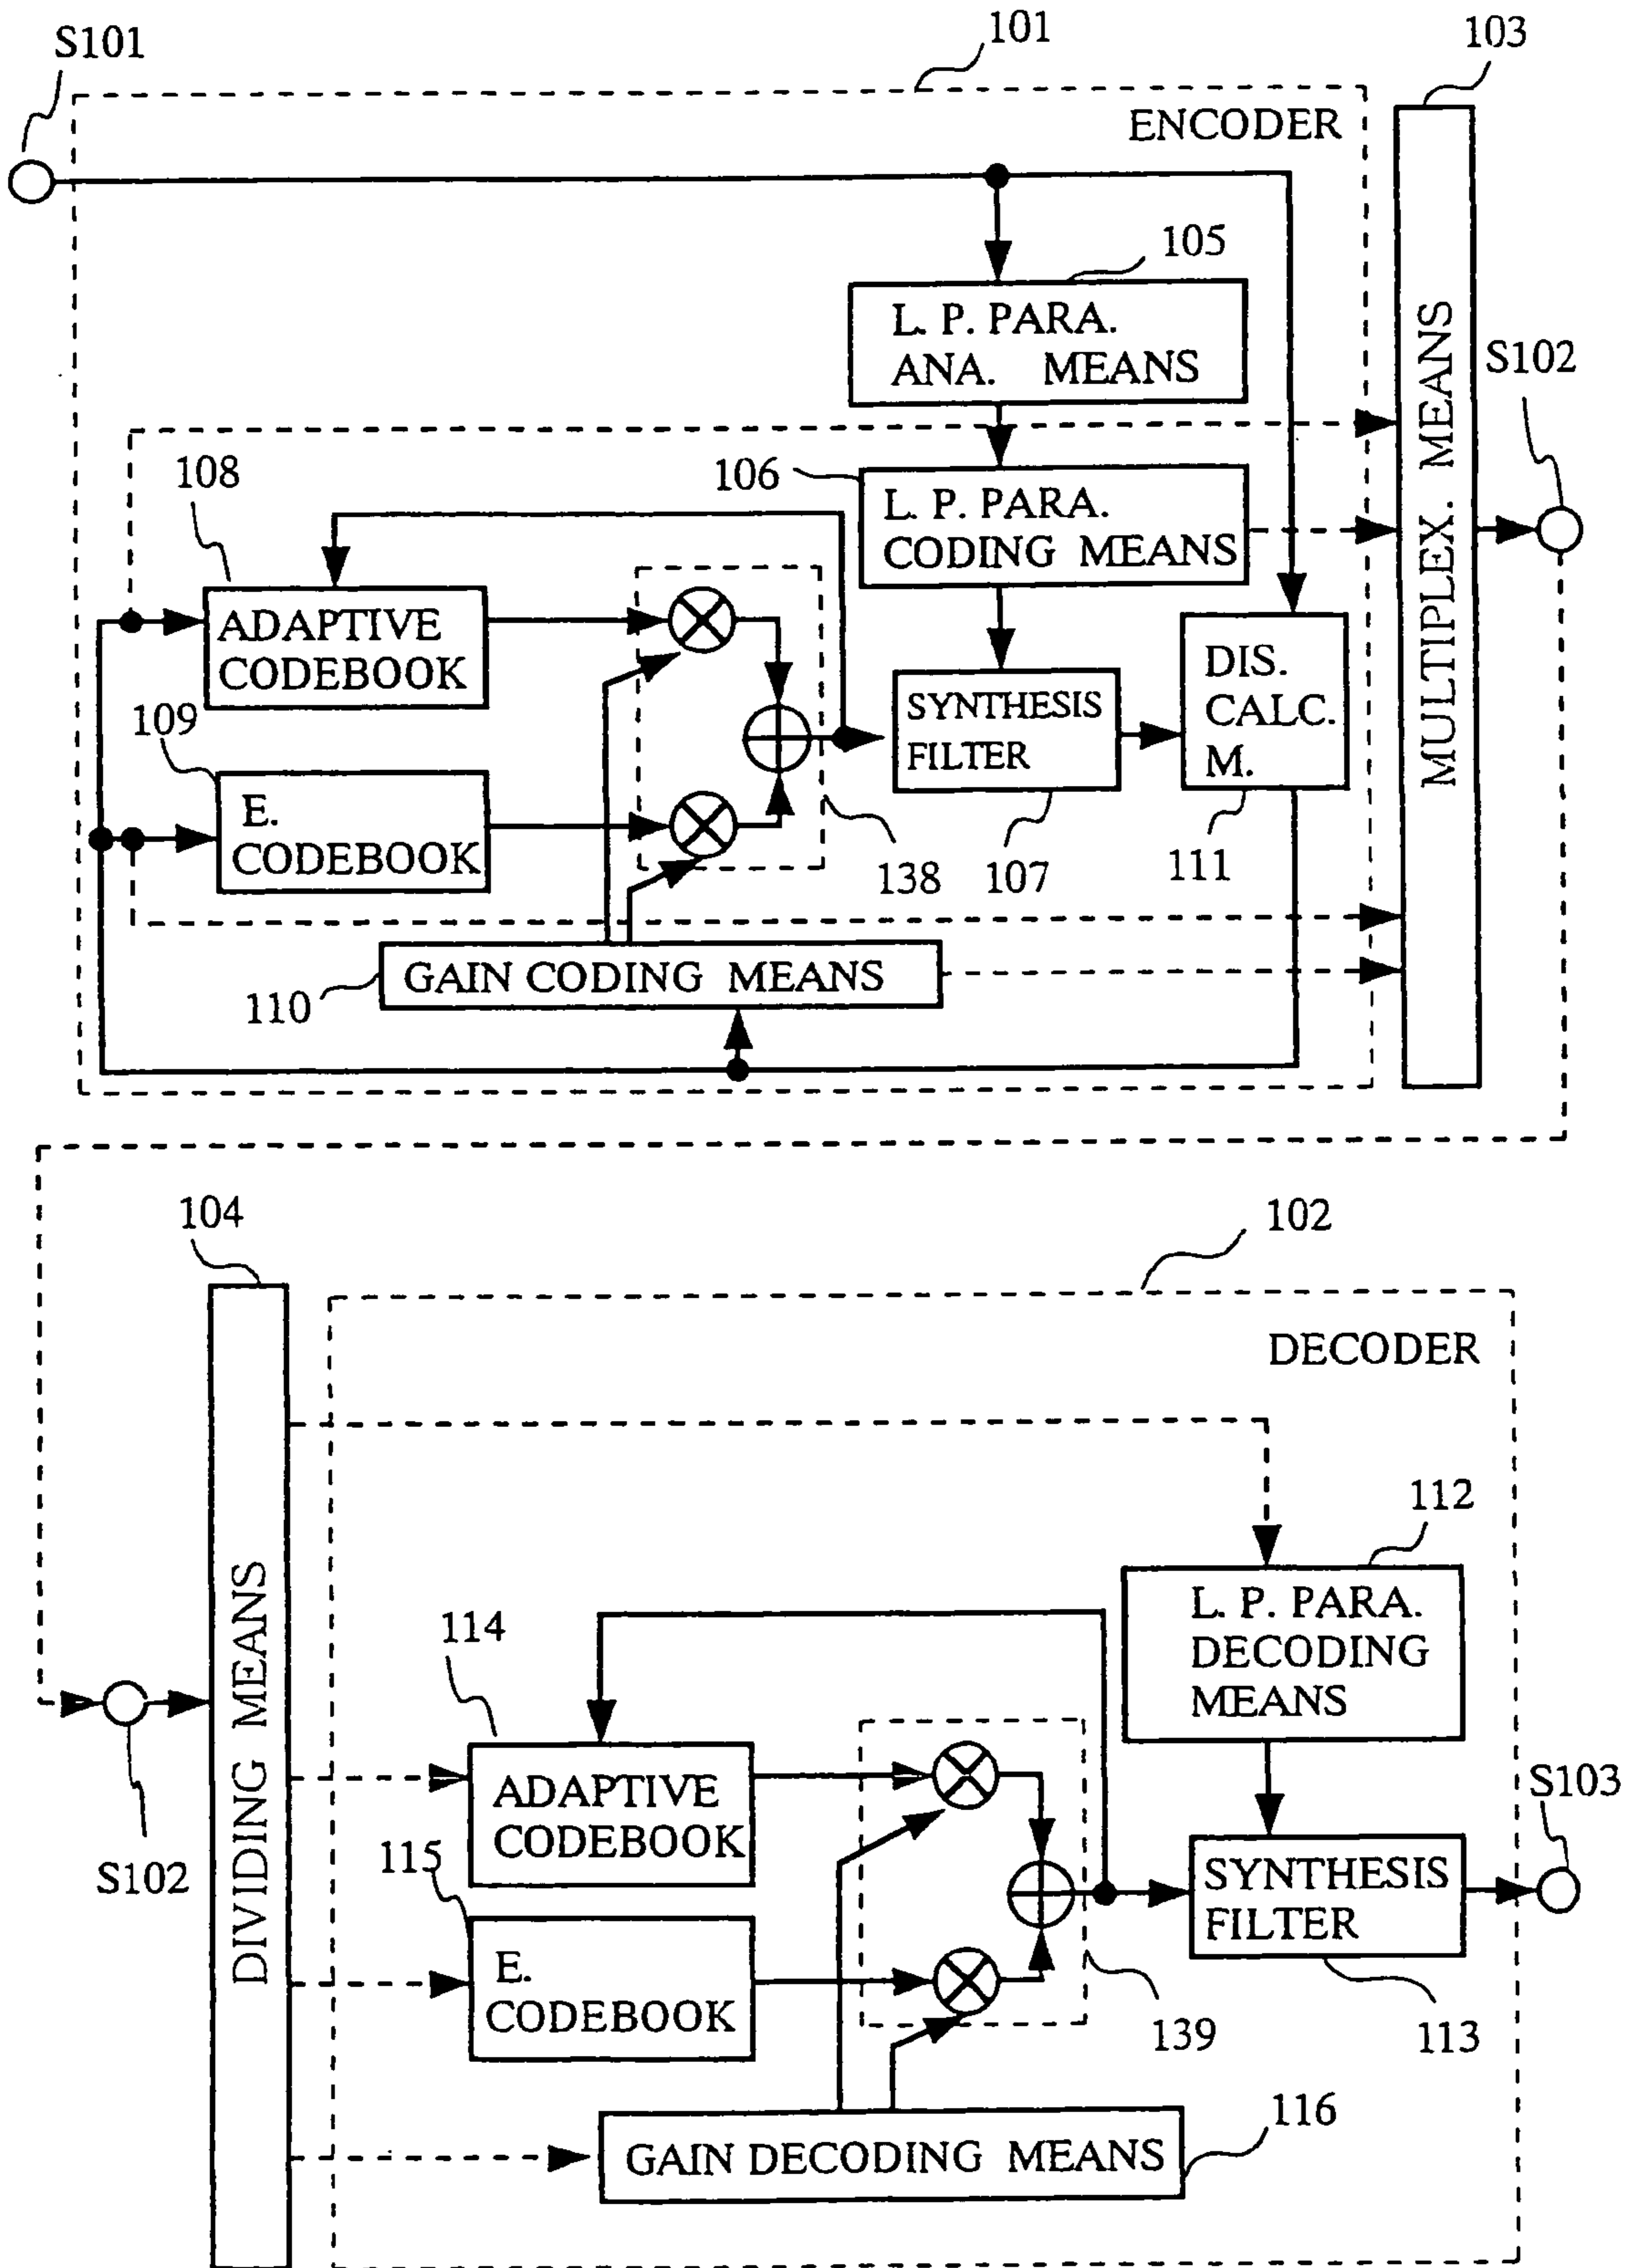 S101
101
103
ENCODER
105
L. P. PARA.
ANA. MEANS
S102
MULTIPLEX. MEANS
108
106
L. P. PARA.
CODING MEANS
ADAPTIVE
CODEBOOK
SYNTHESIS
FILTER
DIS.
CALC.
M.
109
E.
CODEBOOK
138
107
111
GAIN CODING MEANS
110
104
102
DECODER
112
L. P. PARA.
DECODING
MEANS
114
DIVIDING MEANS
ADAPTIVE
CODEBOOK
S103
S102
115
SYNTHESIS
FILTER
E.
CODEBOOK
139
113
116
GAIN DECODING MEANS